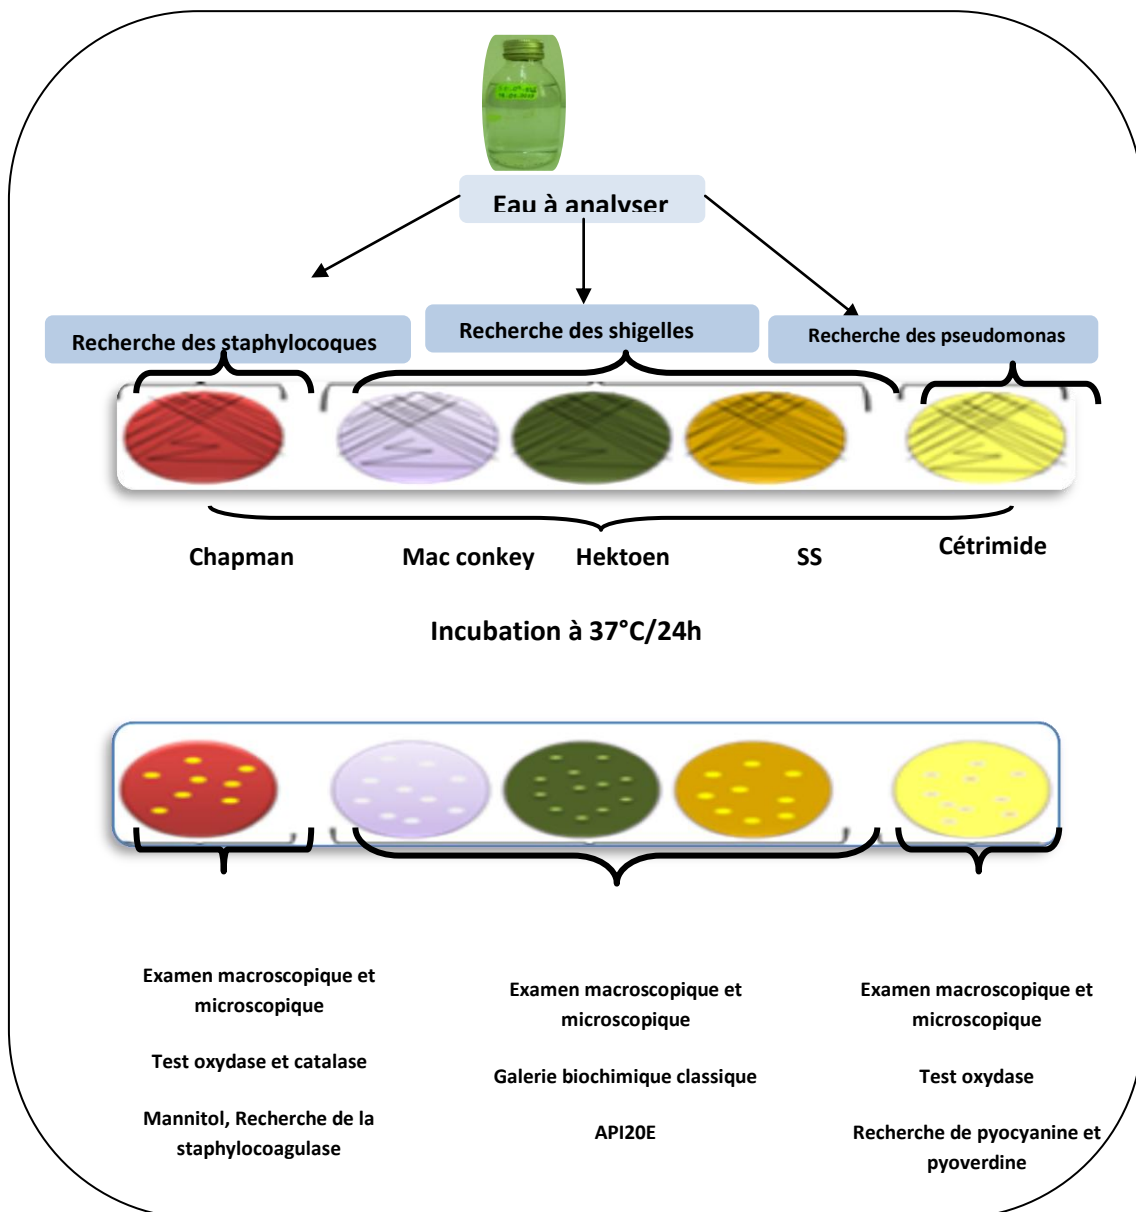 Eau à analyser
Recherche des staphylocoques
Recherche des shigelles
Recherche des pseudomonas
Chapman
Mac conkey
Hektoen
SS
Cétrimide
Incubation à 37°C/24h
Examen macroscopique et
microscopique
Test oxydase et catalase
Mannitol, Recherche de la
staphylocoagulase
Examen macroscopique et
microscopique
Galerie biochimique classique
API20E
Examen macroscopique et
microscopique
Test oxydase
Recherche de pyocyanine et
pyoverdine